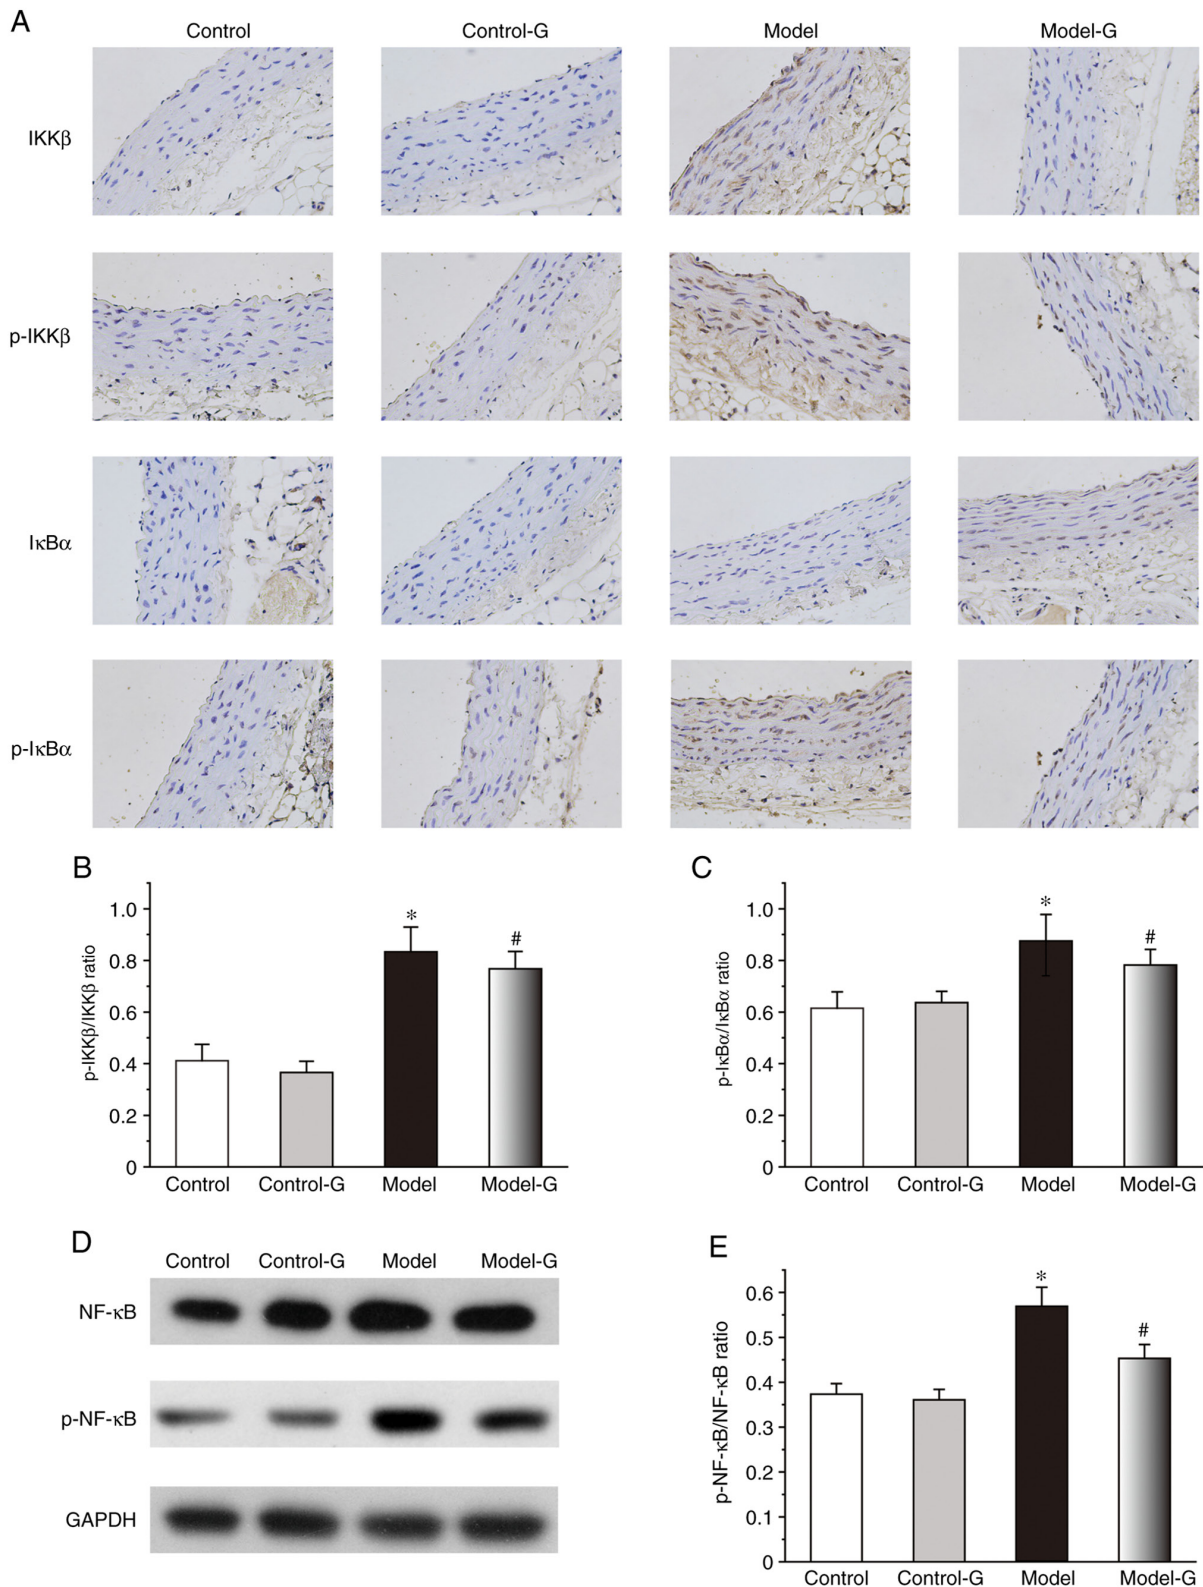 A
Control Control-G Model Model-G
IKKβ
p-IKKβ
IκBα
p-IκBα
B
p-IKKβ/IKKβ ratio
1.0
0.8
0.6
0.4
0.2
0
*
#
Control Control-G Model Model-G
C
p-IκBα/IκBα ratio
1.0
0.8
0.6
0.4
0.2
0
*
#
Control Control-G Model Model-G
D
Control Control-G Model Model-G
NF-κB
p-NF-κB
GAPDH
E
p-NF-κB/NF-κB ratio
0.6
0.5
0.4
0.3
0.2
0.1
0
*
#
Control Control-G Model Model-G